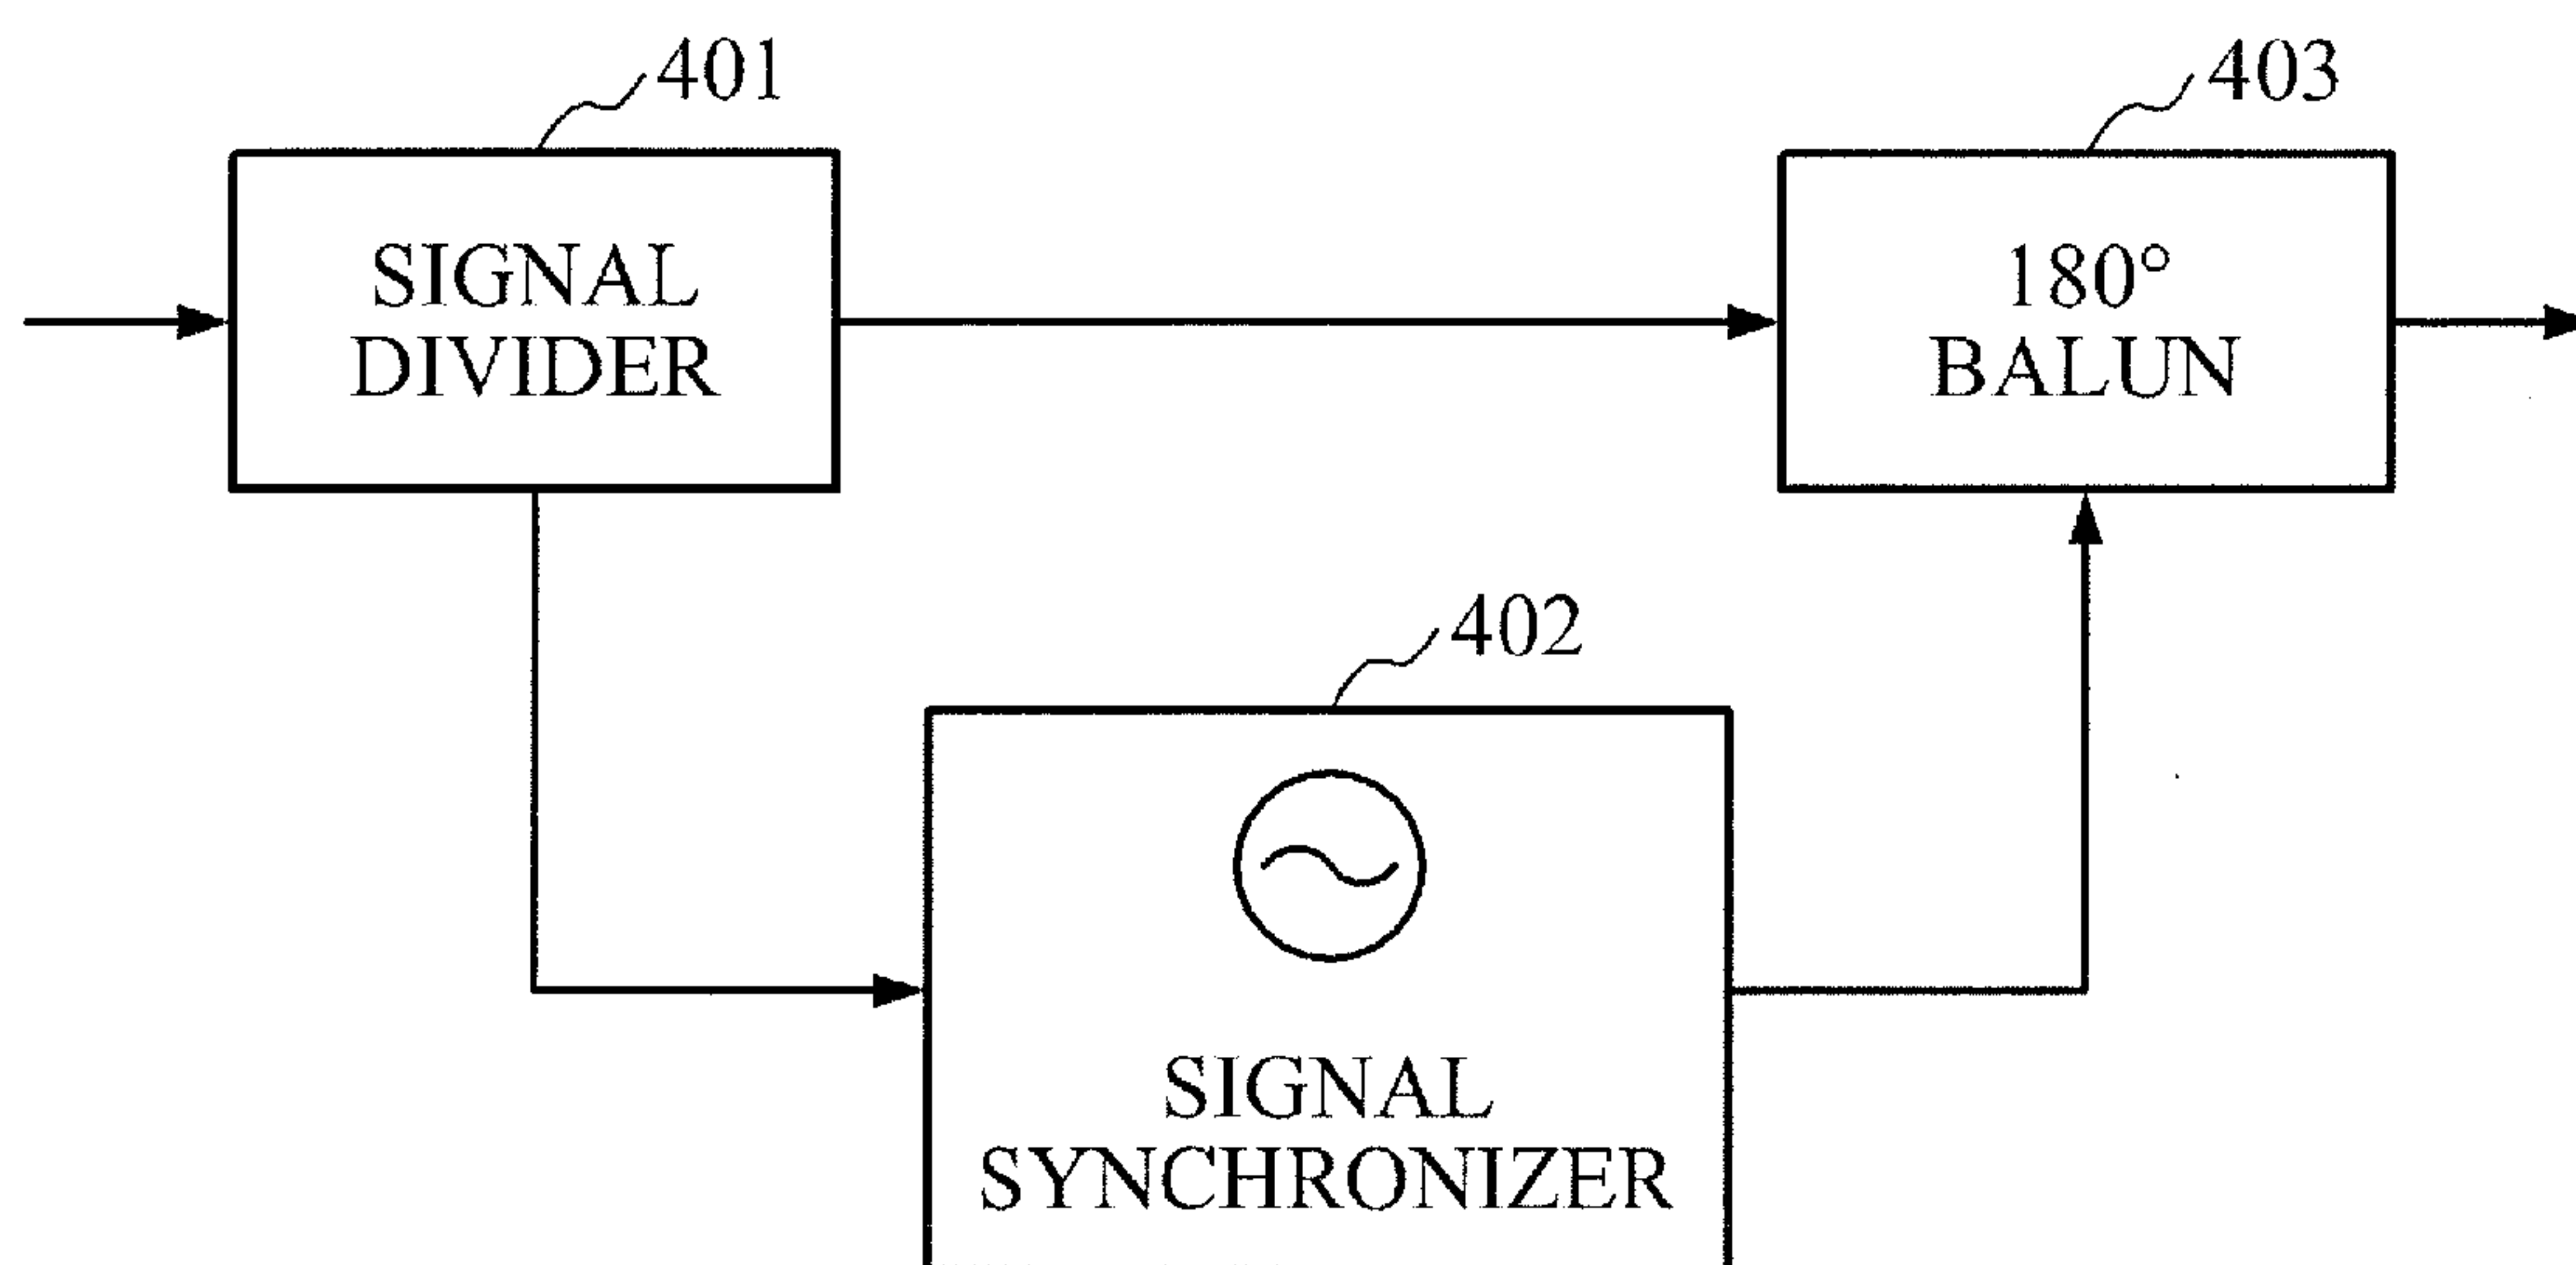 401
SIGNAL
DIVIDER
403
180°
BALUN
402
SIGNAL
SYNCHRONIZER